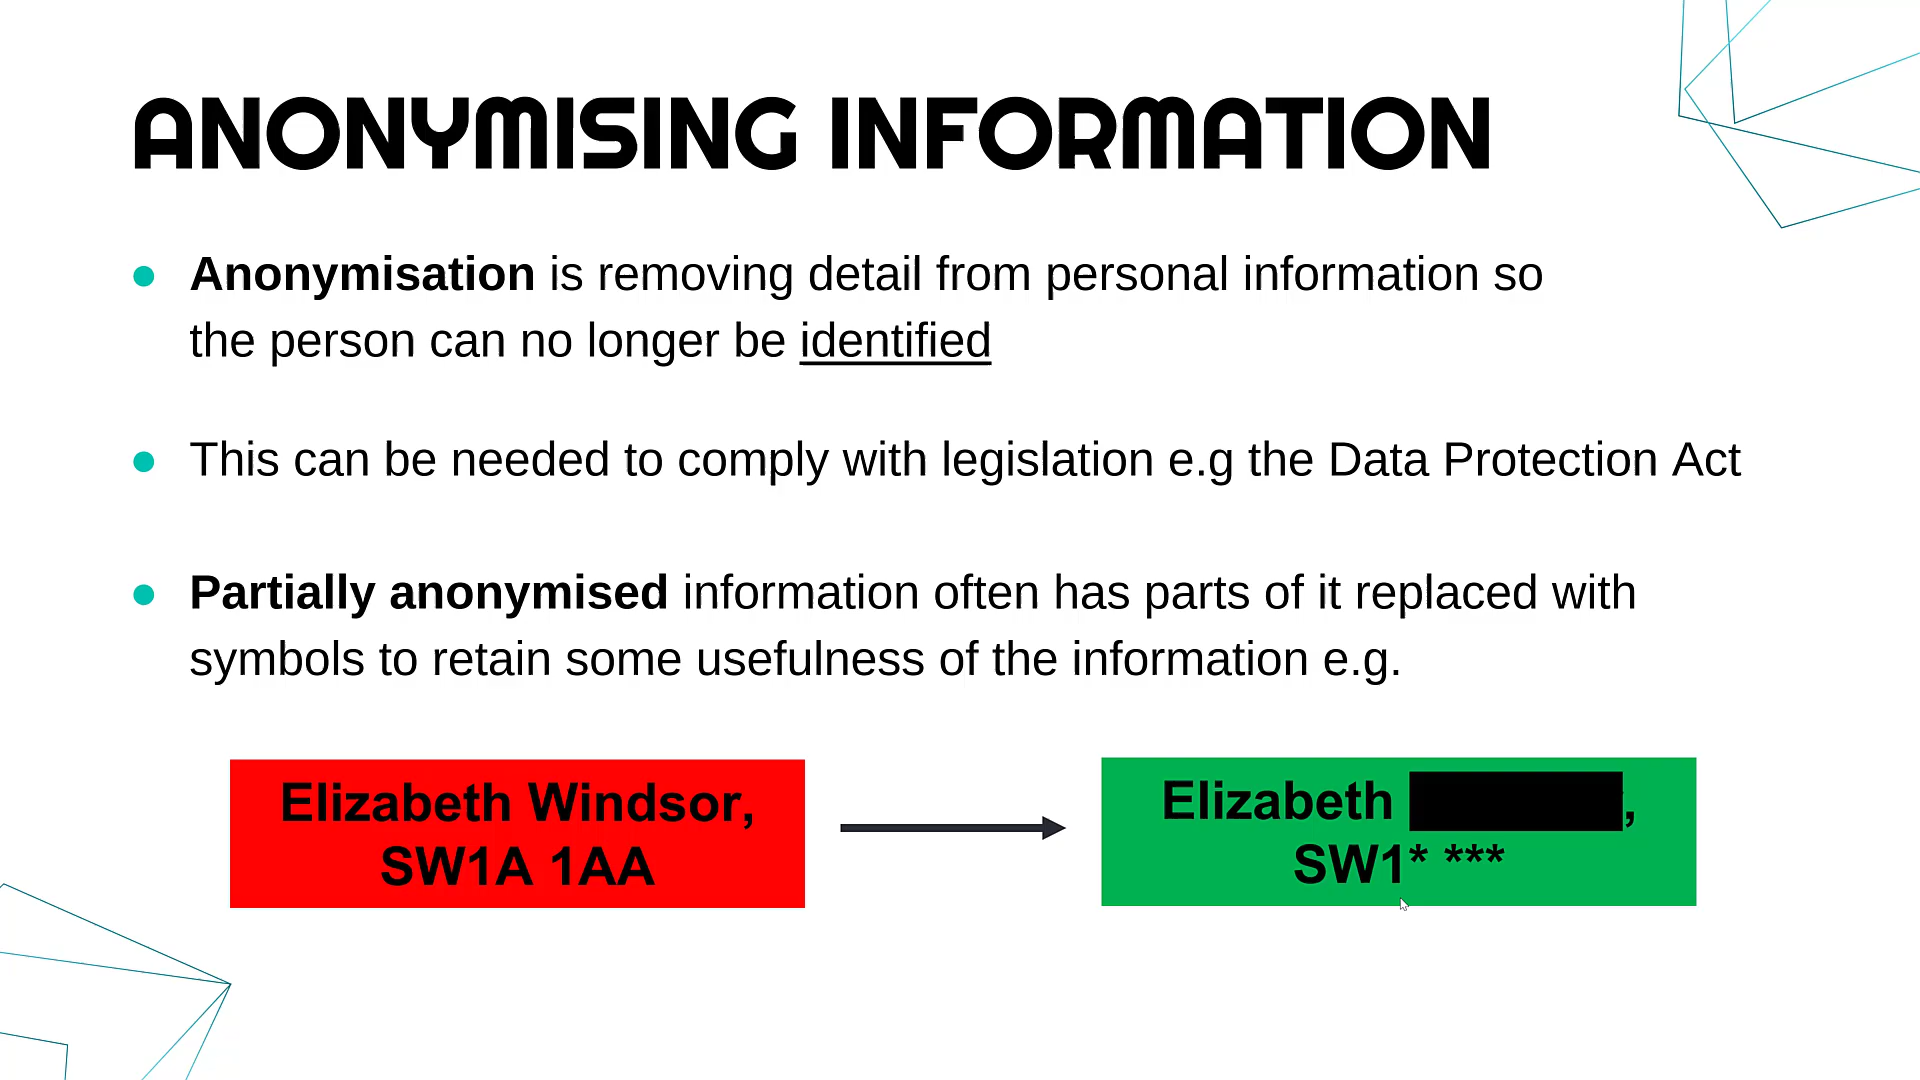 ANONYMISING INFORMATION
Anonymisation is removing detail from personal information so
the person can no longer be identified
This can be needed to comply with legislation e.g the Data Protection Act
Partially anonymised information often has parts of it replaced with
symbols to retain some usefulness of the information e.g.
Elizabeth Windsor,
SW1A 1AA
Elizabeth ,
SW1* ***